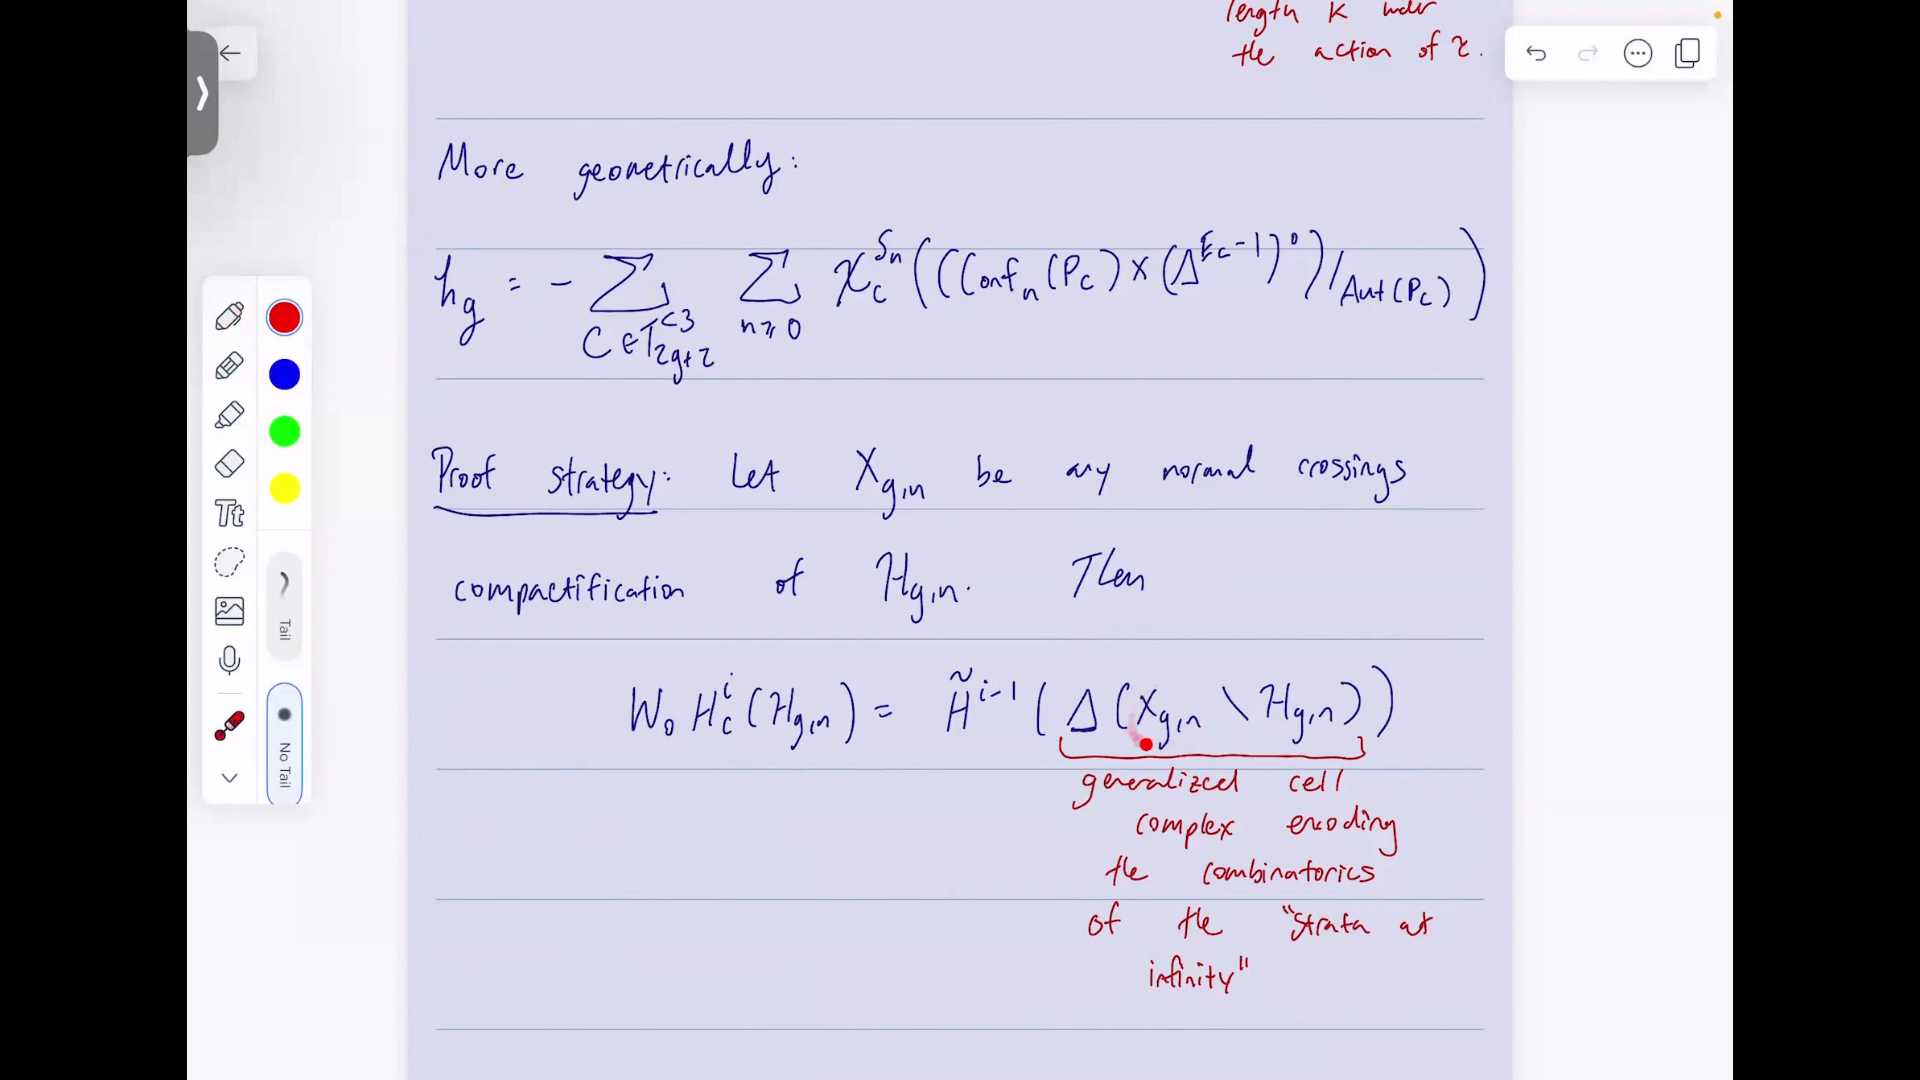 length K under
the action of τ.
More geometrically:
h_g = - Σ_{C ∈ T_{2g+2}^{<3}} Σ_{n≥0} χ_c^{S_n} (((Conf_n(P_C) × (Δ^{|E_C|-1})°)/Aut(P_C))
Proof strategy: Let X_{g,n} be any normal crossings
compactification of H_{g,n}. Then
W_0 H_c^i (H_{g,n}) = H̃^{i-1} (Δ(X_{g,n} \ H_{g,n}))
generalized cell
complex encoding
the combinatorics
of the "strata at
infinity"
Tt
Tail
No Tail